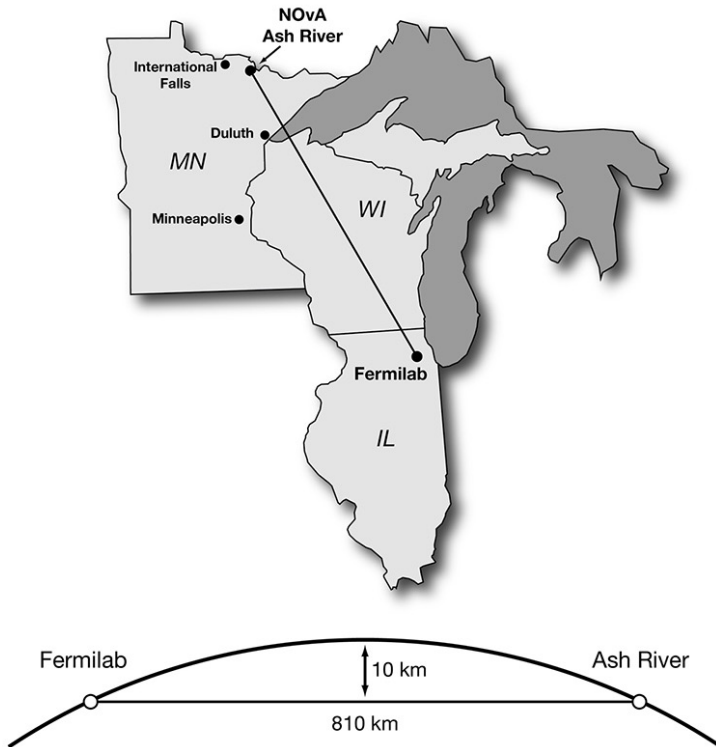 NOvA
Ash River
International
Falls
Duluth
MN
WI
Minneapolis
Fermilab
IL
Fermilab
Ash River
10 km
810 km